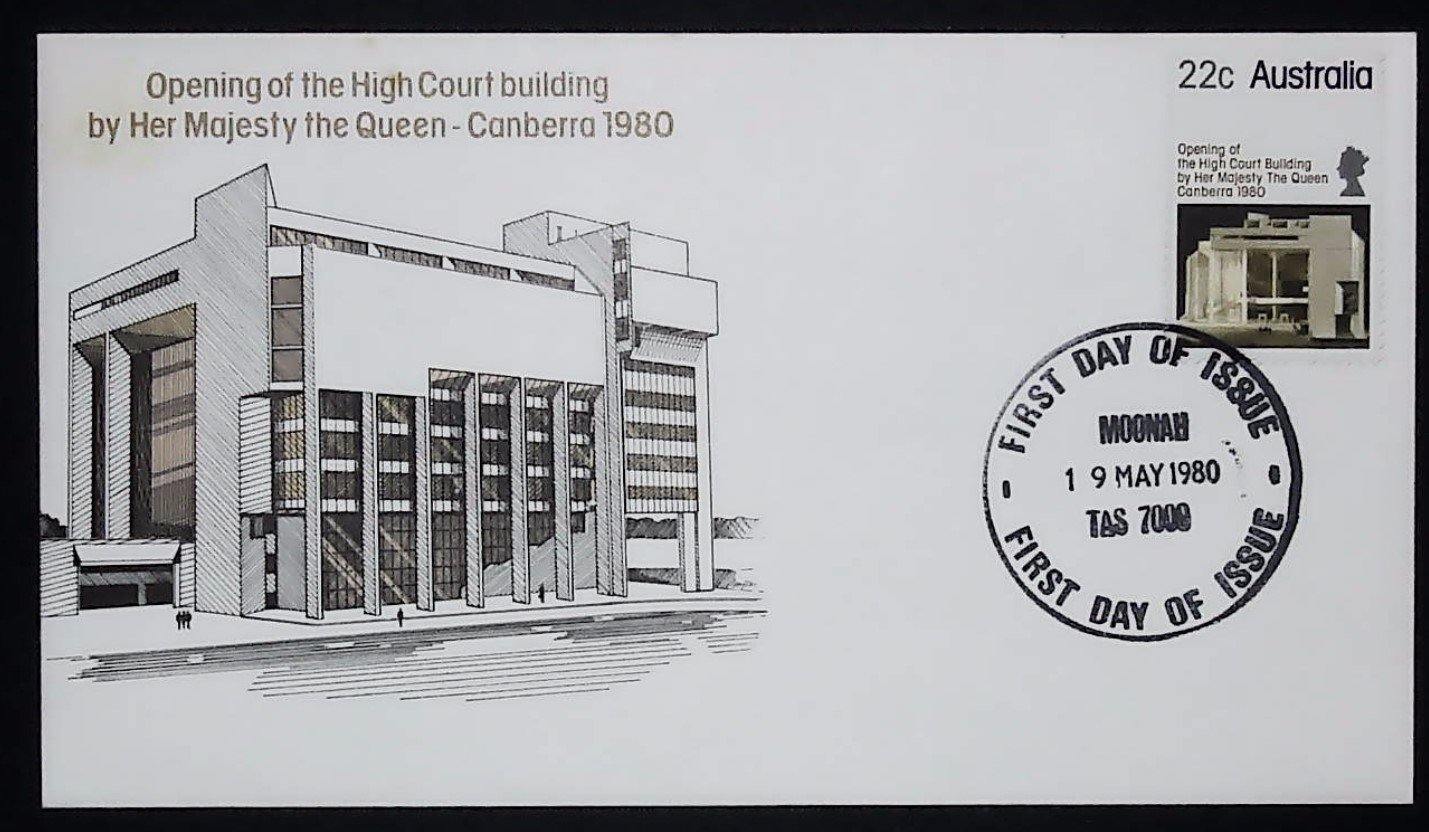 Opening of the High Court building
by Her Majesty the Queen - Canberra 1980
22c Australia
Opening of
the High Court Building
by Her Majesty The Queen
Canberra 1980
FIRST DAY OF ISSUE
MOONAH
19 MAY 1980
TAS 7009
FIRST DAY OF ISSUE